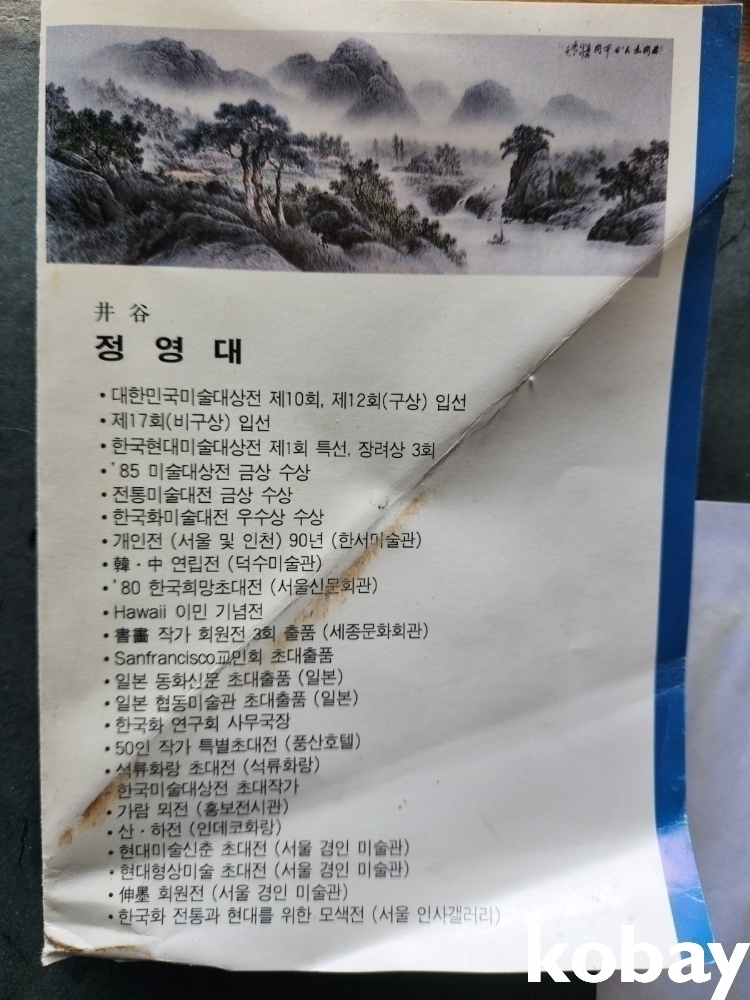 井 谷
정 영 대
• 대한민국미술대상전 제10회, 제12회(구상) 입선
• 제17회(비구상) 입선
• 한국현대미술대상전 제1회 특선, 장려상 3회
• '85 미술대상전 금상 수상
• 전통미술대전 금상 수상
• 한국화미술대전 우수상 수상
• 개인전 (서울 및 인천) 90년 (한서미술관)
• 韓 · 中 연립전 (덕수미술관)
• '80 한국희망초대전 (서울신문회관)
• Hawaii 이민 기념전
• 書畫 작가 회원전 3회 출품 (세종문화회관)
• Sanfrancisco교민회 초대출품
• 일본 동화신문 초대출품 (일본)
• 일본 협동미술관 초대출품 (일본)
• 한국화 연구회 사무국장
• 50인 작가 특별초대전 (풍산호텔)
• 석류화랑 초대전 (석류화랑)
한국미술대상전 초대작가
• 가람 뫼전 (홍보전시관)
• 산 · 하전 (인데코화랑)
• 현대미술신춘 초대전 (서울 경인 미술관)
• 현대형상미술 초대전 (서울 경인 미술관)
• 伸墨 회원전 (서울 경인 미술관)
• 한국화 전통과 현대를 위한 모색전 (서울 인사갤러리)
kobay